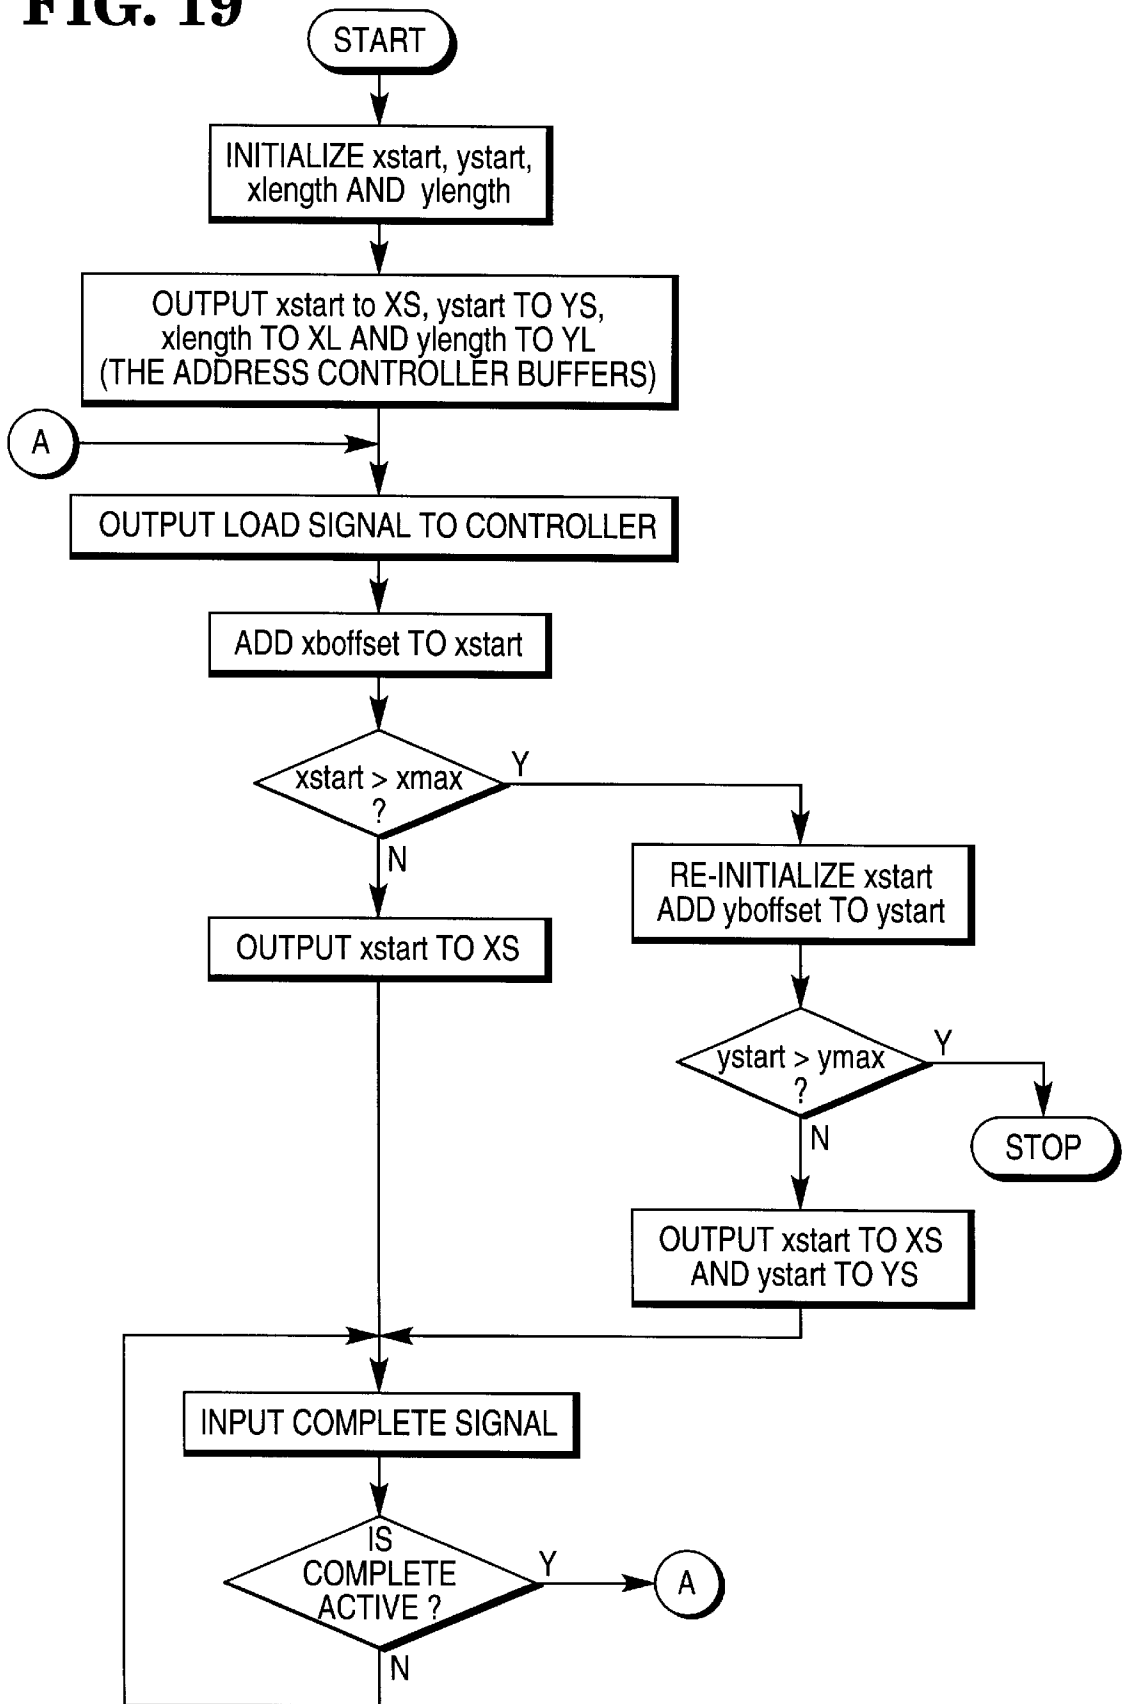 FIG. 19
START
INITIALIZE xstart, ystart,
xlength AND ylength
OUTPUT xstart to XS, ystart TO YS,
xlength TO XL AND ylength TO YL
(THE ADDRESS CONTROLLER BUFFERS)
A
OUTPUT LOAD SIGNAL TO CONTROLLER
ADD xboffset TO xstart
xstart > xmax
?
Y
N
RE-INITIALIZE xstart
ADD yboffset TO ystart
OUTPUT xstart TO XS
ystart > ymax
?
Y
N
STOP
OUTPUT xstart TO XS
AND ystart TO YS
INPUT COMPLETE SIGNAL
IS
COMPLETE
ACTIVE ?
Y
A
N